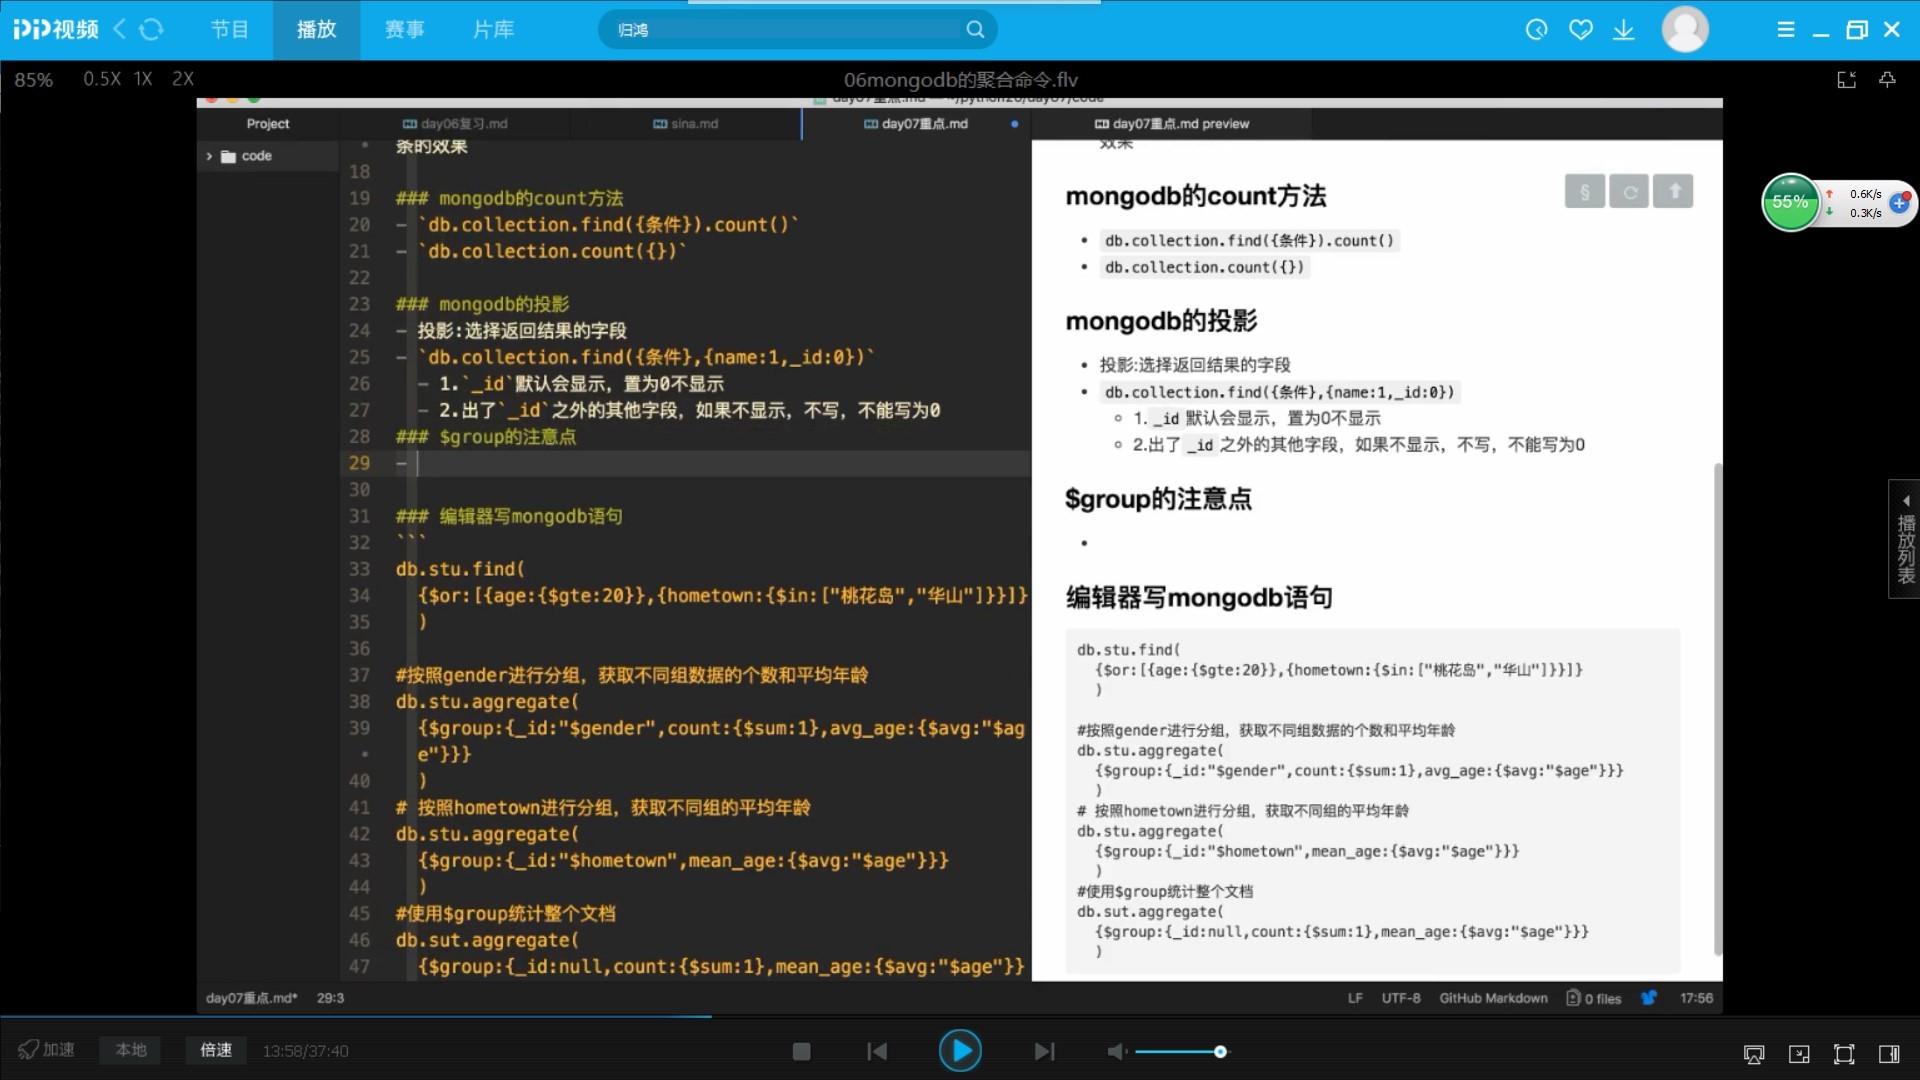 PP视频
节目
播放
赛事
片库
归鸿
85%
0.5X
1X
2X
06mongodb的聚合命令.flv
day07重点.md — ~/python20/day07/code
Project
day06复习.md
sina.md
day07重点.md
day07重点.md preview
code
条的效果
18
19 ### mongodb的count方法
20 - `db.collection.find({条件}).count()`
21 - `db.collection.count({})`
22
23 ### mongodb的投影
24 - 投影:选择返回结果的字段
25 - `db.collection.find({条件},{name:1,_id:0})`
26 - 1.`_id`默认会显示，置为0不显示
27 - 2.出了`_id`之外的其他字段，如果不显示，不写，不能写为0
28 ### $group的注意点
29 -
30
31 ### 编辑器写mongodb语句
32 ```
33 db.stu.find(
34 {$or:[{age:{$gte:20}},{hometown:{$in:["桃花岛","华山"]}}]}
35 )
36
37 #按照gender进行分组，获取不同组数据的个数和平均年龄
38 db.stu.aggregate(
39 {$group:{_id:"$gender",count:{$sum:1},avg_age:{$avg:"$ag
e"}}}
40 )
41 # 按照hometown进行分组，获取不同组的平均年龄
42 db.stu.aggregate(
43 {$group:{_id:"$hometown",mean_age:{$avg:"$age"}}}
44 )
45 #使用$group统计整个文档
46 db.sut.aggregate(
47 {$group:{_id:null,count:{$sum:1},mean_age:{$avg:"$age"}}
效果
mongodb的count方法
• db.collection.find({条件}).count()
• db.collection.count({})
mongodb的投影
• 投影:选择返回结果的字段
• db.collection.find({条件},{name:1,_id:0})
○ 1. _id 默认会显示，置为0不显示
○ 2.出了 _id 之外的其他字段，如果不显示，不写，不能写为0
$group的注意点
•
编辑器写mongodb语句
db.stu.find(
{$or:[{age:{$gte:20}},{hometown:{$in:["桃花岛","华山"]}}]}
)
#按照gender进行分组，获取不同组数据的个数和平均年龄
db.stu.aggregate(
{$group:{_id:"$gender",count:{$sum:1},avg_age:{$avg:"$age"}}}
)
# 按照hometown进行分组，获取不同组的平均年龄
db.stu.aggregate(
{$group:{_id:"$hometown",mean_age:{$avg:"$age"}}}
)
#使用$group统计整个文档
db.sut.aggregate(
{$group:{_id:null,count:{$sum:1},mean_age:{$avg:"$age"}}}
)
§
55%
0.6K/s
0.3K/s
播放列表
day07重点.md*
29:3
LF
UTF-8
GitHub Markdown
0 files
17:56
加速
本地
倍速
13:58/37:40